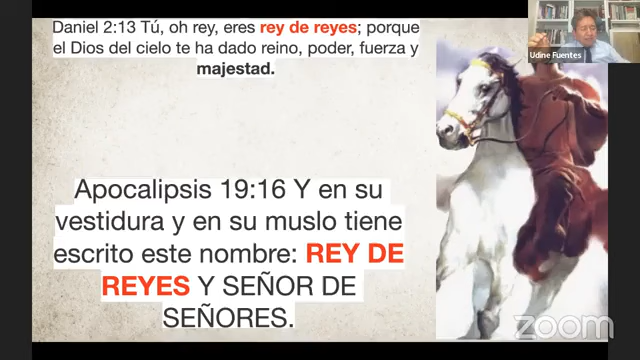 Daniel 2:13 Tú, oh rey, eres rey de reyes; porque
el Dios del cielo te ha dado reino, poder, fuerza y
majestad.
Udine Fuentes
Apocalipsis 19:16 Y en su
vestidura y en su muslo tiene
escrito este nombre: REY DE
REYES Y SEÑOR DE
SEÑORES.
zoom